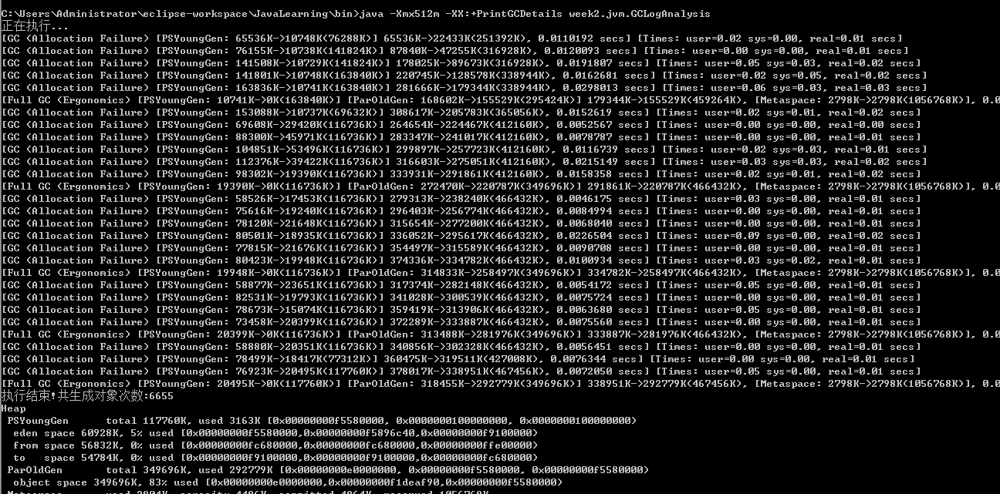 C:\Users\Administrator\eclipse-workspace\JavaLearning\bin>java -Xmx512m -XX:+PrintGCDetails week2.jvm.GCLogAnalysis
正在执行...
[GC (Allocation Failure) [PSYoungGen: 65536K->10748K(76288K)] 65536K->22433K(251392K), 0.0110192 secs] [Times: user=0.02 sys=0.00, real=0.01 secs]
[GC (Allocation Failure) [PSYoungGen: 76155K->10738K(141824K)] 87840K->47255K(316928K), 0.0120093 secs] [Times: user=0.00 sys=0.00, real=0.01 secs]
[GC (Allocation Failure) [PSYoungGen: 141508K->10729K(141824K)] 178025K->89673K(316928K), 0.0191807 secs] [Times: user=0.05 sys=0.03, real=0.02 secs]
[GC (Allocation Failure) [PSYoungGen: 141801K->10748K(163840K)] 220745K->128578K(338944K), 0.0162681 secs] [Times: user=0.02 sys=0.05, real=0.02 secs]
[GC (Allocation Failure) [PSYoungGen: 163836K->10741K(163840K)] 281666K->179344K(338944K), 0.0298013 secs] [Times: user=0.06 sys=0.03, real=0.03 secs]
[Full GC (Ergonomics) [PSYoungGen: 10741K->0K(163840K)] [ParOldGen: 168602K->155529K(295424K)] 179344K->155529K(459264K), [Metaspace: 2798K->2798K(1056768K)], 0.0
[GC (Allocation Failure) [PSYoungGen: 153088K->10737K(69632K)] 308617K->205783K(365056K), 0.0152619 secs] [Times: user=0.02 sys=0.01, real=0.02 secs]
[GC (Allocation Failure) [PSYoungGen: 69608K->29420K(116736K)] 264654K->224467K(412160K), 0.0052567 secs] [Times: user=0.00 sys=0.00, real=0.00 secs]
[GC (Allocation Failure) [PSYoungGen: 88300K->45971K(116736K)] 283347K->241017K(412160K), 0.0078787 secs] [Times: user=0.00 sys=0.00, real=0.01 secs]
[GC (Allocation Failure) [PSYoungGen: 104851K->53496K(116736K)] 299897K->257723K(412160K), 0.0116739 secs] [Times: user=0.02 sys=0.03, real=0.01 secs]
[GC (Allocation Failure) [PSYoungGen: 112376K->39422K(116736K)] 316603K->275051K(412160K), 0.0215149 secs] [Times: user=0.03 sys=0.03, real=0.02 secs]
[GC (Allocation Failure) [PSYoungGen: 98302K->19390K(116736K)] 333931K->291861K(412160K), 0.0158358 secs] [Times: user=0.02 sys=0.01, real=0.02 secs]
[Full GC (Ergonomics) [PSYoungGen: 19390K->0K(116736K)] [ParOldGen: 272470K->220787K(349696K)] 291861K->220787K(466432K), [Metaspace: 2798K->2798K(1056768K)], 0.0
[GC (Allocation Failure) [PSYoungGen: 58526K->17453K(116736K)] 279313K->238240K(466432K), 0.0046175 secs] [Times: user=0.03 sys=0.00, real=0.01 secs]
[GC (Allocation Failure) [PSYoungGen: 75616K->19240K(116736K)] 296403K->256774K(466432K), 0.0084994 secs] [Times: user=0.00 sys=0.00, real=0.01 secs]
[GC (Allocation Failure) [PSYoungGen: 78120K->21648K(116736K)] 315654K->277200K(466432K), 0.0068040 secs] [Times: user=0.00 sys=0.00, real=0.01 secs]
[GC (Allocation Failure) [PSYoungGen: 80501K->18935K(116736K)] 336052K->295617K(466432K), 0.0226504 secs] [Times: user=0.09 sys=0.00, real=0.02 secs]
[GC (Allocation Failure) [PSYoungGen: 77815K->21676K(116736K)] 354497K->315589K(466432K), 0.0090708 secs] [Times: user=0.00 sys=0.00, real=0.01 secs]
[GC (Allocation Failure) [PSYoungGen: 80423K->19948K(116736K)] 374336K->334782K(466432K), 0.0100934 secs] [Times: user=0.03 sys=0.02, real=0.01 secs]
[Full GC (Ergonomics) [PSYoungGen: 19948K->0K(116736K)] [ParOldGen: 314833K->258497K(349696K)] 334782K->258497K(466432K), [Metaspace: 2798K->2798K(1056768K)], 0.0
[GC (Allocation Failure) [PSYoungGen: 58877K->23651K(116736K)] 317374K->282148K(466432K), 0.0054172 secs] [Times: user=0.05 sys=0.00, real=0.01 secs]
[GC (Allocation Failure) [PSYoungGen: 82531K->19793K(116736K)] 341028K->300539K(466432K), 0.0075724 secs] [Times: user=0.00 sys=0.00, real=0.01 secs]
[GC (Allocation Failure) [PSYoungGen: 78673K->15074K(116736K)] 359419K->313906K(466432K), 0.0063680 secs] [Times: user=0.05 sys=0.00, real=0.01 secs]
[GC (Allocation Failure) [PSYoungGen: 73458K->20399K(116736K)] 372289K->333887K(466432K), 0.0075560 secs] [Times: user=0.00 sys=0.00, real=0.01 secs]
[Full GC (Ergonomics) [PSYoungGen: 20399K->0K(116736K)] [ParOldGen: 313488K->281976K(349696K)] 333887K->281976K(466432K), [Metaspace: 2798K->2798K(1056768K)], 0.0
[GC (Allocation Failure) [PSYoungGen: 58880K->20351K(116736K)] 340856K->302328K(466432K), 0.0056451 secs] [Times: user=0.00 sys=0.00, real=0.01 secs]
[GC (Allocation Failure) [PSYoungGen: 78499K->18417K(77312K)] 360475K->319511K(427008K), 0.0076344 secs] [Times: user=0.00 sys=0.00, real=0.01 secs]
[GC (Allocation Failure) [PSYoungGen: 76923K->20495K(117760K)] 378017K->338951K(467456K), 0.0072050 secs] [Times: user=0.05 sys=0.00, real=0.01 secs]
[Full GC (Ergonomics) [PSYoungGen: 20495K->0K(117760K)] [ParOldGen: 318455K->292779K(349696K)] 338951K->292779K(467456K), [Metaspace: 2798K->2798K(1056768K)], 0.0
执行结束!共生成对象次数:6655
Heap
PSYoungGen      total 117760K, used 3163K [0x00000000f5580000, 0x0000000100000000, 0x0000000100000000)
eden space 60928K, 5% used [0x00000000f5580000,0x00000000f5896c40,0x00000000f9100000)
from space 56832K, 0% used [0x00000000fc680000,0x00000000fc680000,0x00000000ffe00000)
to   space 54784K, 0% used [0x00000000f9100000,0x00000000f9100000,0x00000000fc680000)
ParOldGen       total 349696K, used 292779K [0x00000000e0000000, 0x00000000f5580000, 0x00000000f5580000)
object space 349696K, 83% used [0x00000000e0000000,0x00000000f1deaf90,0x00000000f5580000)